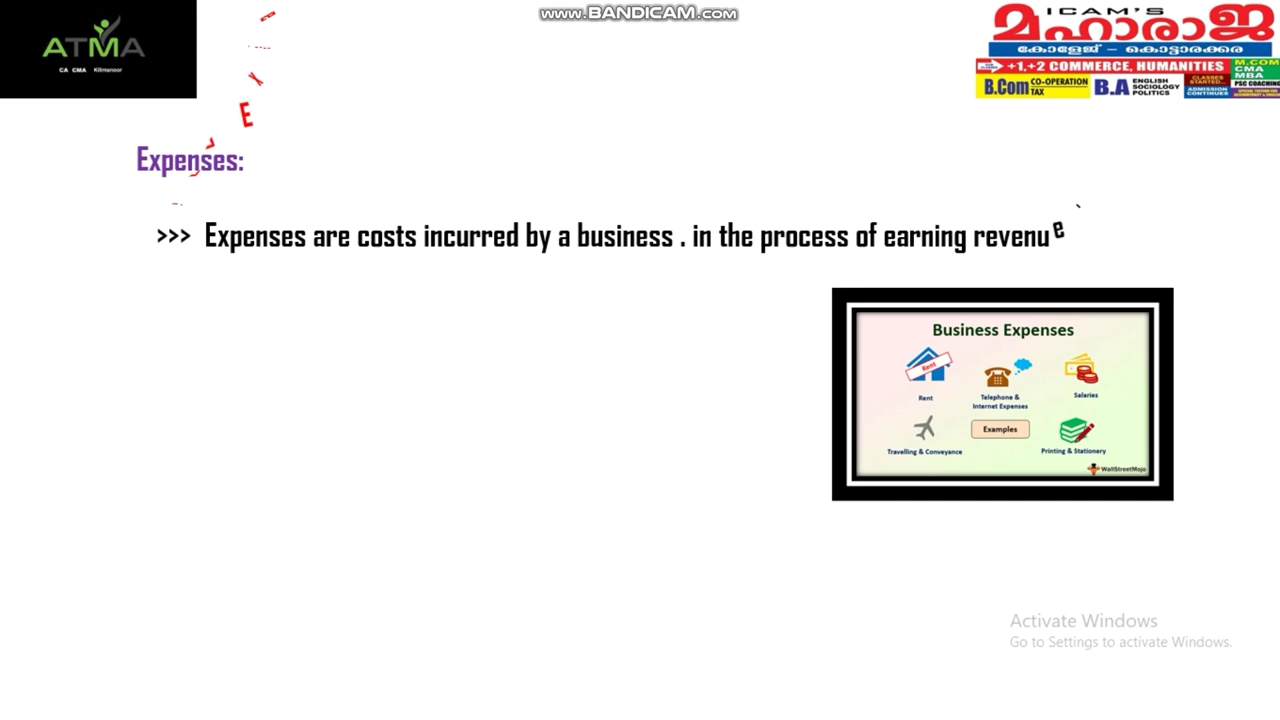 www.BANDICAM.com
ATMA
CA CMA Kilimanoor
ICAM'S
മഹാരാജ
കോളേജ് – കൊട്ടാരക്കര
+1,+2 COMMERCE, HUMANITIES
M.COM
CMA
MBA
PSC COACHING
B.Com CO-OPERATION
TAX
B.A ENGLISH
SOCIOLOGY
POLITICS
CLASSES
STARTED...
ADMISSION
CONTINUES
E
Expenses:
>>> Expenses are costs incurred by a business . in the process of earning revenue
Business Expenses
Rent
Rent
Telephone &
Internet Expenses
Salaries
Examples
Travelling & Conveyance
Printing & Stationery
WallStreetMojo
Activate Windows
Go to Settings to activate Windows.